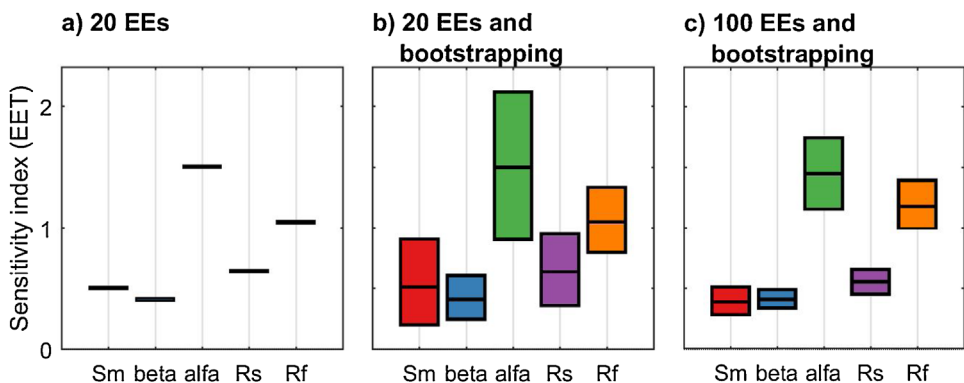 a) 20 EEs
b) 20 EEs and
bootstrapping
c) 100 EEs and
bootstrapping
Sensitivity index (EET)
2
1
0
Sm beta alfa Rs Rf
Sm beta alfa Rs Rf
Sm beta alfa Rs Rf